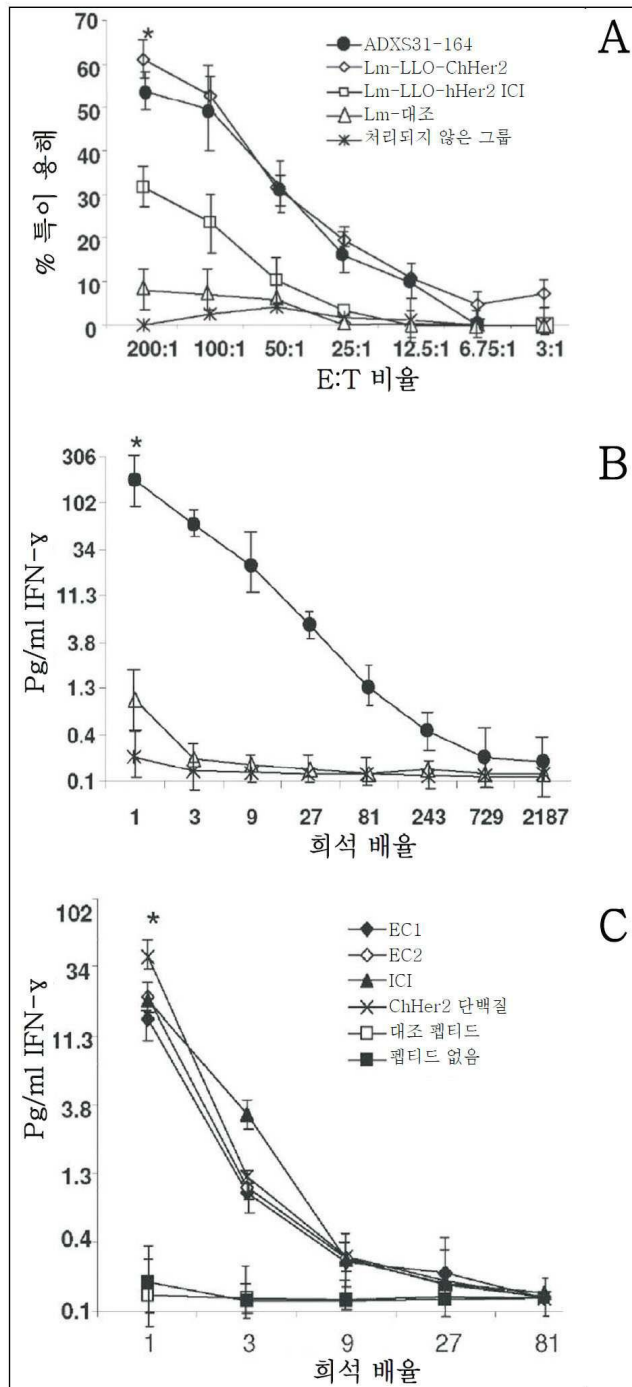 A
70
60
50
40
30
20
10
0
% 특이 용해
*
ADXS31-164
Lm-LLO-ChHer2
Lm-LLO-hHer2 ICI
Lm-대조
처리되지 않은 그룹
200:1 100:1 50:1 25:1 12.5:1 6.75:1 3:1
E:T 비율
B
306
102
34
11.3
3.8
1.3
0.4
0.1
Pg/ml IFN-ɣ
*
1 3 9 27 81 243 729 2187
희석 배율
C
102
34
11.3
3.8
1.3
0.4
0.1
Pg/ml IFN-ɣ
*
EC1
EC2
ICI
ChHer2 단백질
대조 펩티드
펩티드 없음
1 3 9 27 81
희석 배율